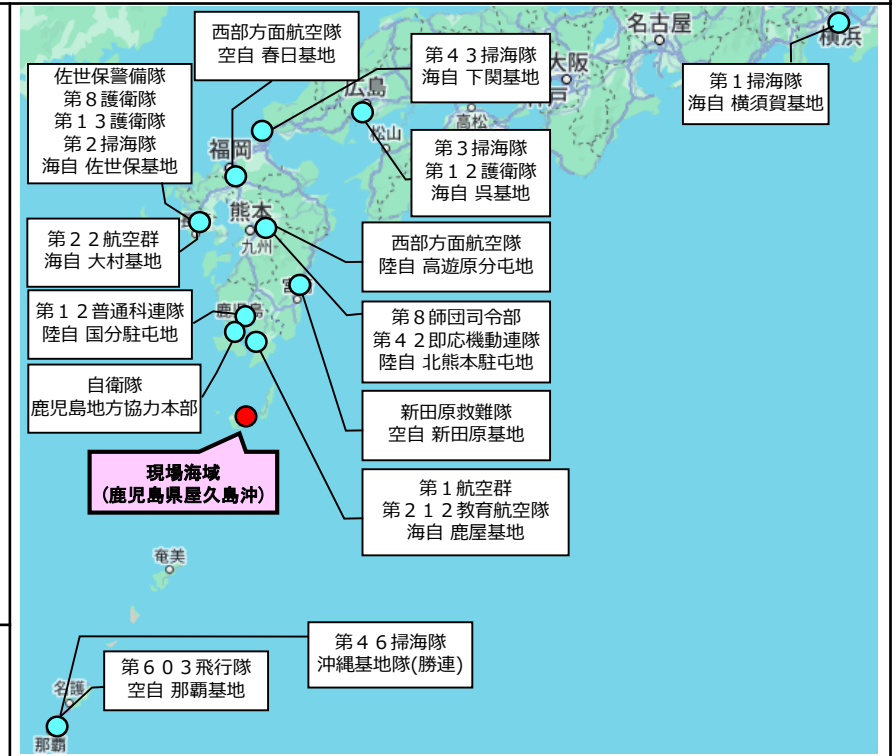 西部方面航空隊
空自 春日基地
佐世保警備隊
第８護衛隊
第１３護衛隊
第２掃海隊
海自 佐世保基地
第４３掃海隊
海自 下関基地
名古屋
横浜
第１掃海隊
海自 横須賀基地
大阪
神戸
広島
松山
高松
福岡
第３掃海隊
第１２護衛隊
海自 呉基地
熊本
九州
第２２航空群
海自 大村基地
西部方面航空隊
陸自 高遊原分屯地
第１２普通科連隊
陸自 国分駐屯地
鹿児島
第８師団司令部
第４２即応機動連隊
陸自 北熊本駐屯地
自衛隊
鹿児島地方協力本部
新田原救難隊
空自 新田原基地
現場海域
(鹿児島県屋久島沖)
第１航空群
第２１２教育航空隊
海自 鹿屋基地
奄美
第４６掃海隊
沖縄基地隊(勝連)
第６０３飛行隊
空自 那覇基地
名護
那覇